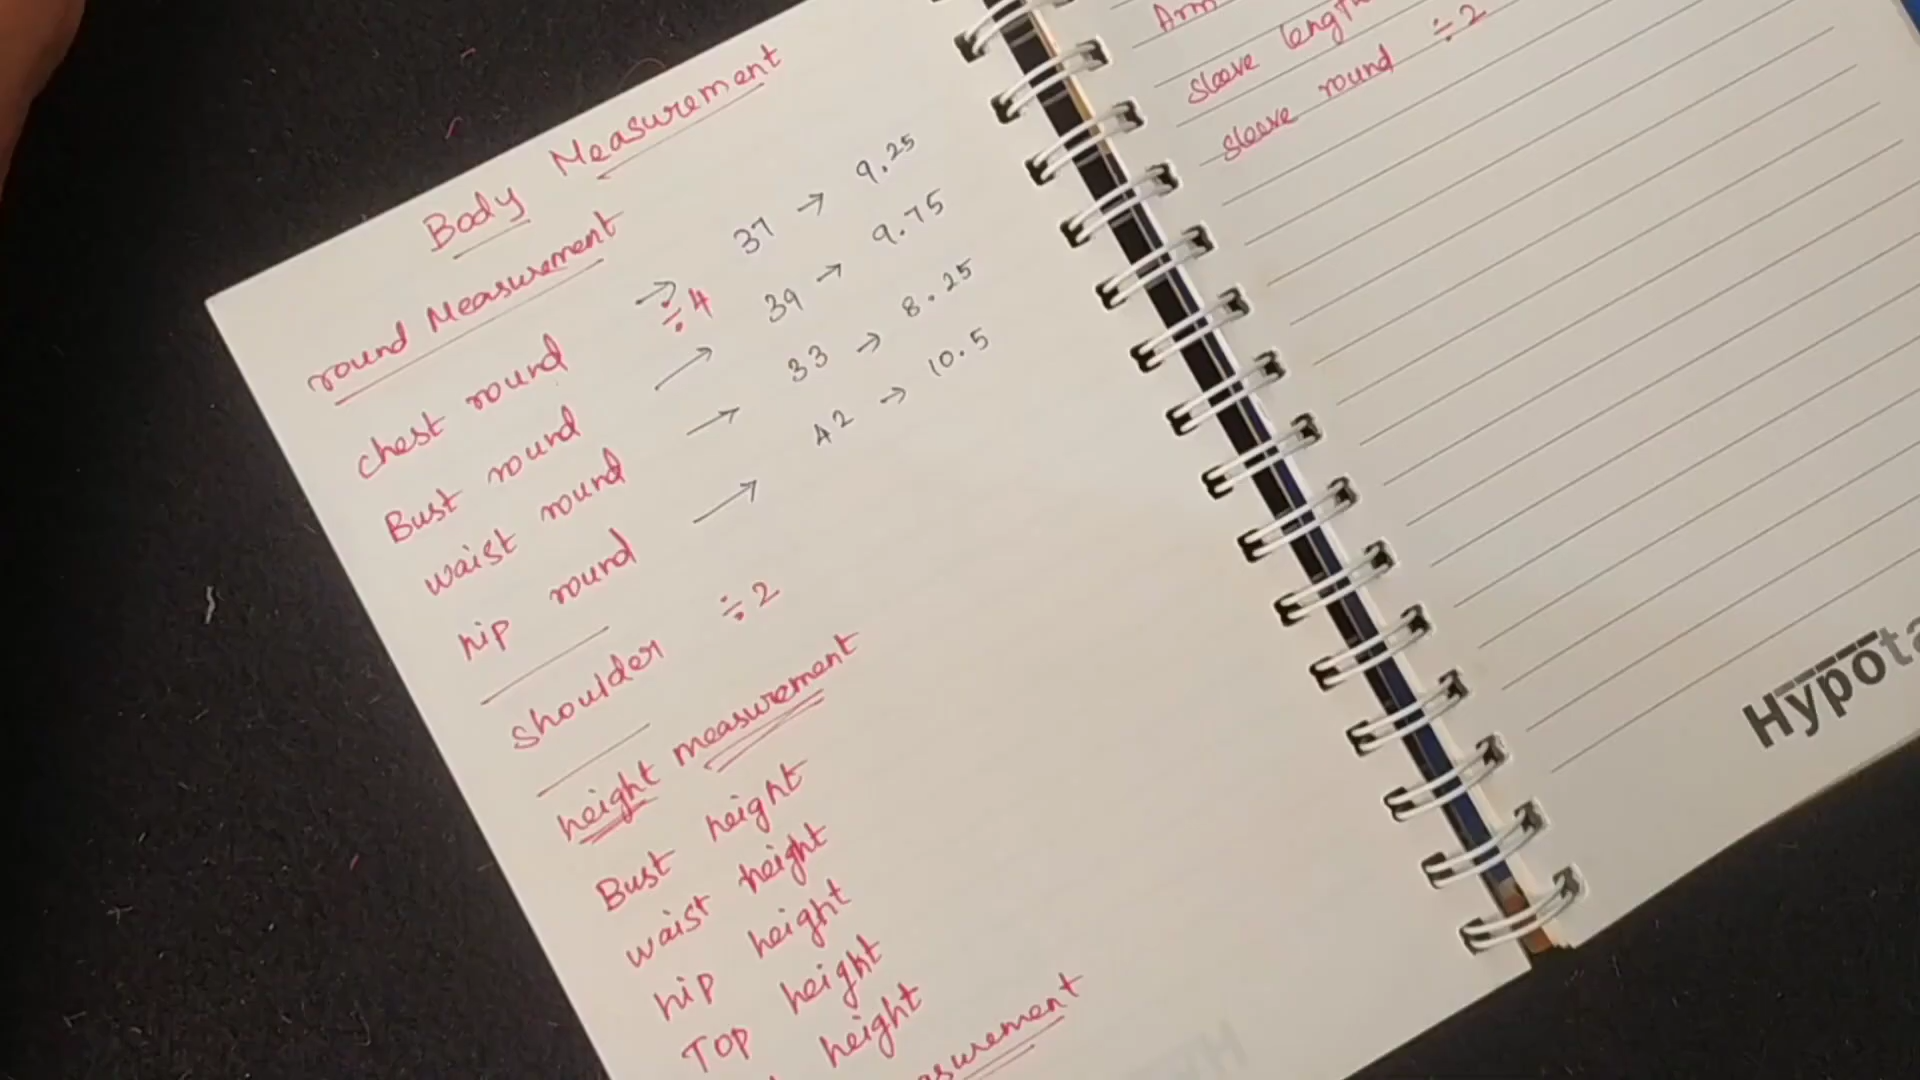 Body Measurement
round Measurement
chest round → ÷4 37 → 9.25
Bust round → 39 → 9.75
waist round → 33 → 8.25
hip round → 42 → 10.5
shoulder ÷2
height measurement
Bust height
waist height
hip height
Top height
height
Arm
sleeve length
sleeve round ÷2